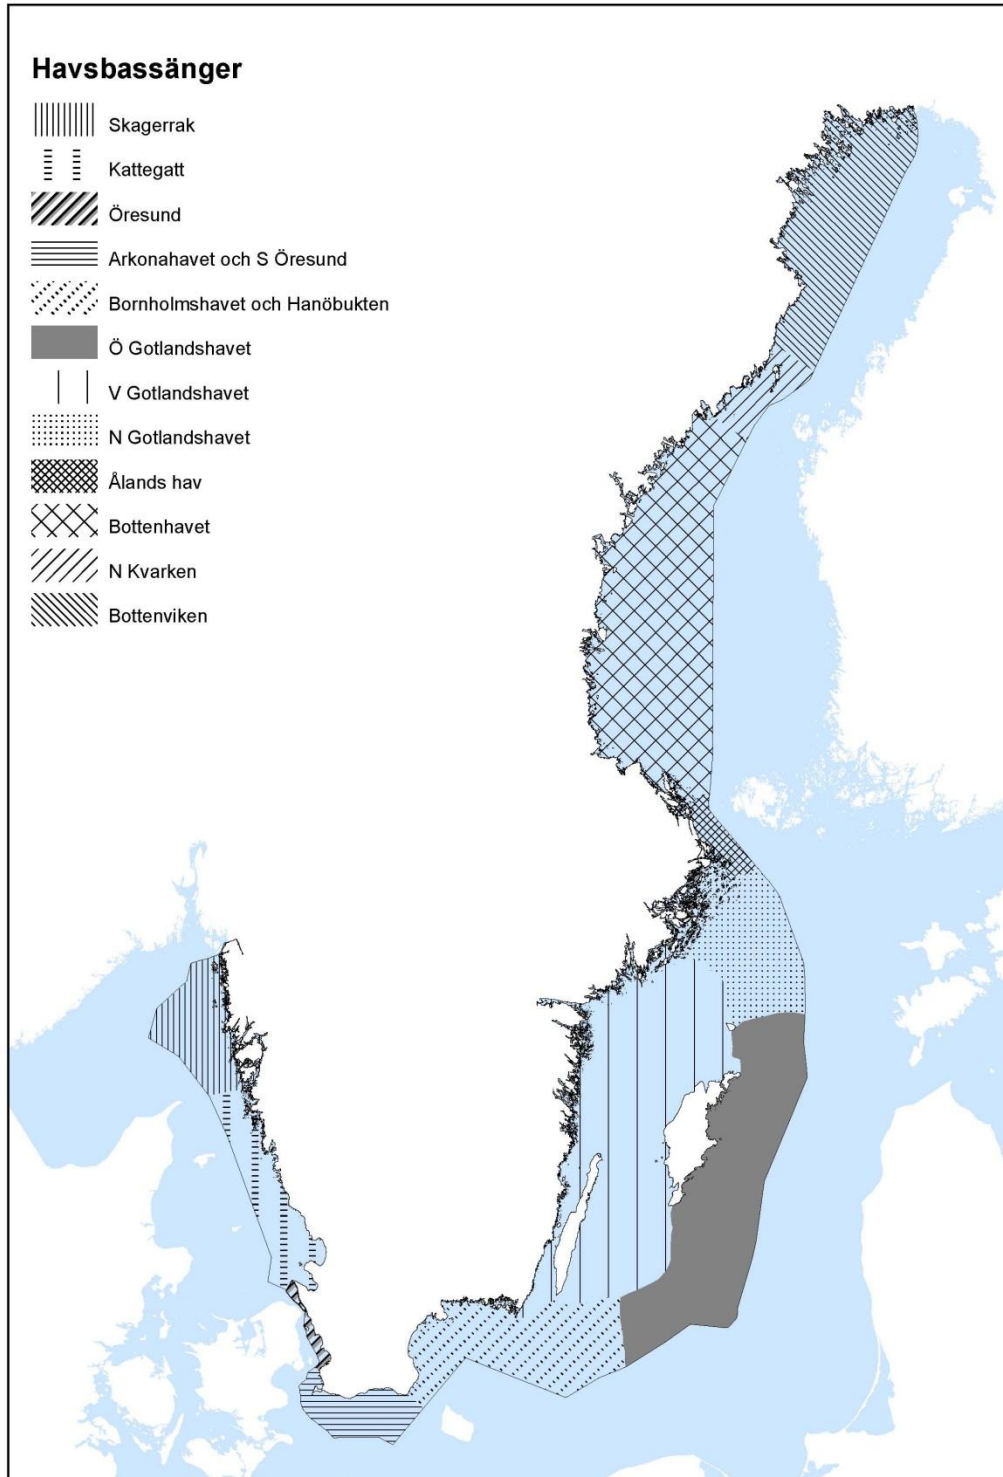 Havsbassänger
Skagerrak
Kattegatt
Öresund
Arkonahavet och S Öresund
Bornholmshavet och Hanöbukten
Ö Gotlandshavet
V Gotlandshavet
N Gotlandshavet
Ålands hav
Bottenhavet
N Kvarken
Bottenviken